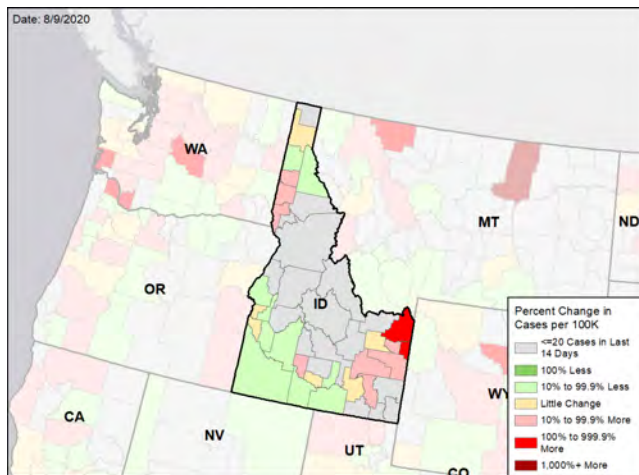 Date: 8/9/2020
WA
MT
ND
OR
ID
WY
CA
NV
UT
CO
Percent Change in
Cases per 100K
<=20 Cases in Last
14 Days
100% Less
10% to 99.9% Less
Little Change
10% to 99.9% More
100% to 999.9%
More
1,000%+ More